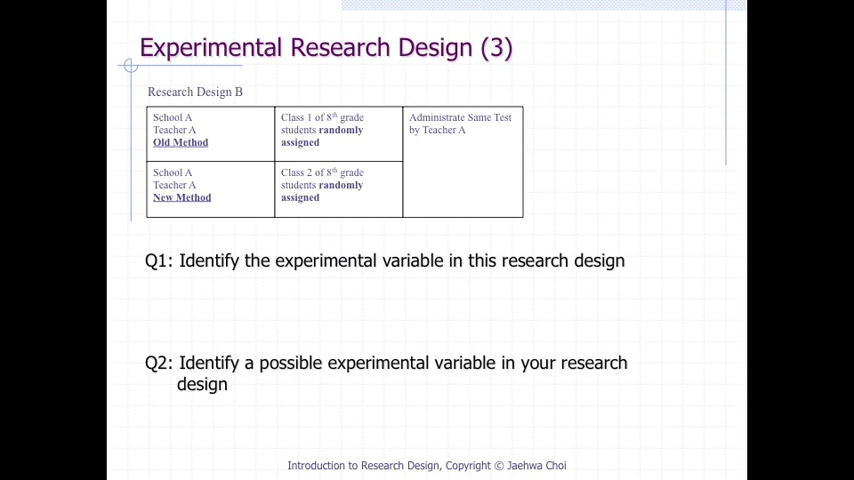 Experimental Research Design (3)
Research Design B
School A
Teacher A
Old Method
Class 1 of 8th grade
students randomly
assigned
Administrate Same Test
by Teacher A
School A
Teacher A
New Method
Class 2 of 8th grade
students randomly
assigned
Q1: Identify the experimental variable in this research design
Q2: Identify a possible experimental variable in your research
design
Introduction to Research Design, Copyright © Jaehwa Choi